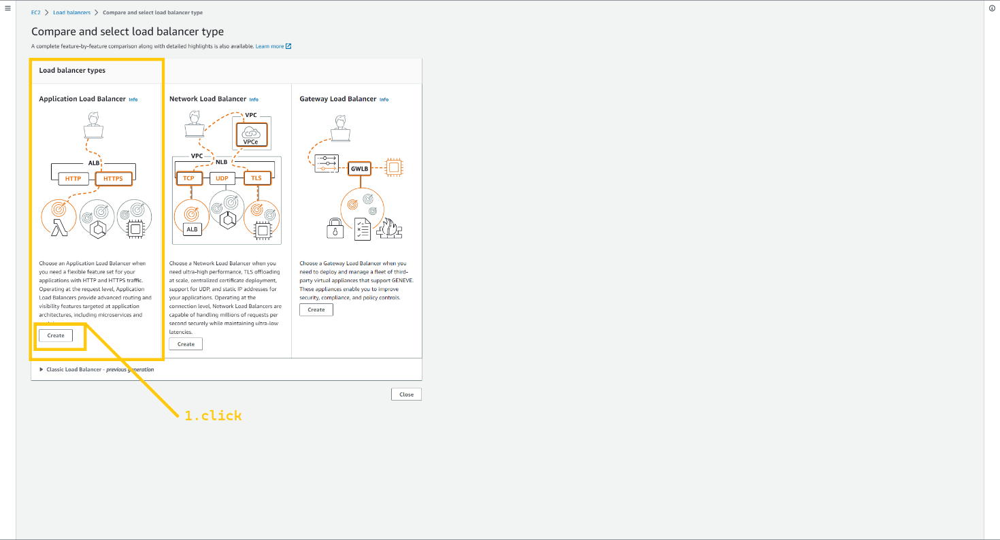 EC2 > Load balancers > Compare and select load balancer type
Compare and select load balancer type
A complete feature-by-feature comparison along with detailed highlights is also available. Learn more
Load balancer types
Application Load Balancer Info
ALB
HTTP
HTTPS
Choose an Application Load Balancer when
you need a flexible feature set for your
applications with HTTP and HTTPS traffic.
Operating at the request level, Application
Load Balancers provide advanced routing and
visibility features targeted at application
architectures, including microservices and
Create
Network Load Balancer Info
VPC
VPCe
VPC
NLB
TCP
UDP
TLS
ALB
Choose a Network Load Balancer when you
need ultra-high performance, TLS offloading
at scale, centralized certificate deployment,
support for UDP, and static IP addresses for
your applications. Operating at the
connection level, Network Load Balancers are
capable of handling millions of requests per
second securely while maintaining ultra-low
latencies.
Create
Gateway Load Balancer Info
GWLB
Choose a Gateway Load Balancer when you
need to deploy and manage a fleet of third-
party virtual appliances that support GENEVE.
These appliances enable you to improve
security, compliance, and policy controls.
Create
Classic Load Balancer - previous generation
Close
1.click